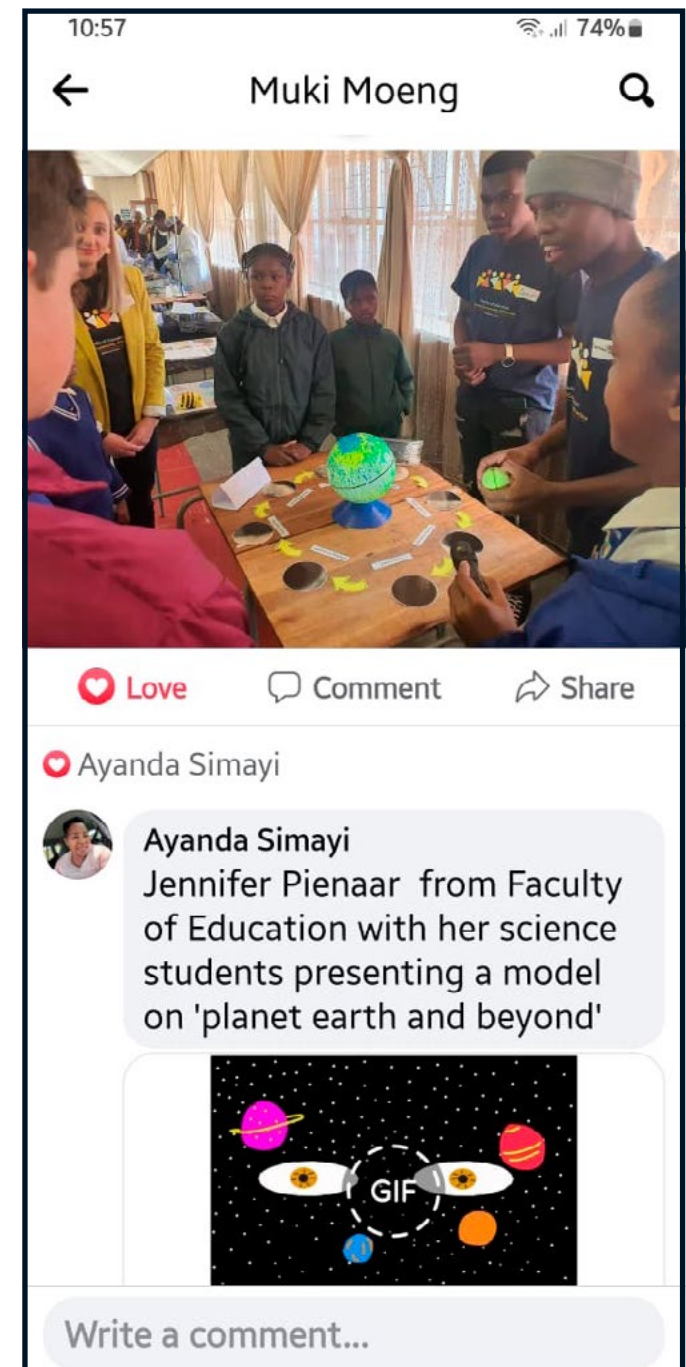 10:57 74%
Muki Moeng
Love Comment Share
Ayanda Simayi
Ayanda Simayi
Jennifer Pienaar from Faculty
of Education with her science
students presenting a model
on 'planet earth and beyond'
GIF
Write a comment...